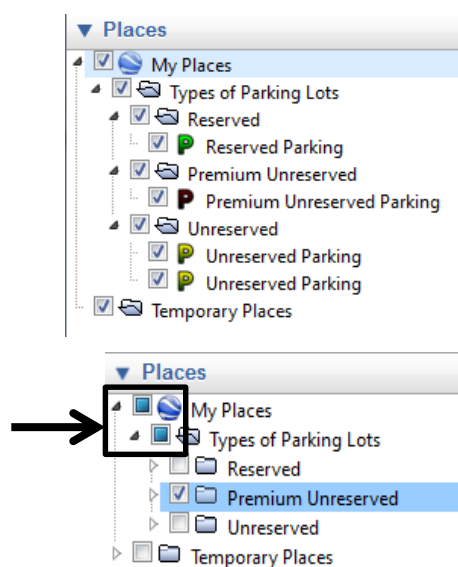 Places
My Places
Types of Parking Lots
Reserved
P Reserved Parking
Premium Unreserved
P Premium Unreserved Parking
Unreserved
P Unreserved Parking
P Unreserved Parking
Temporary Places
Places
My Places
Types of Parking Lots
Reserved
Premium Unreserved
Unreserved
Temporary Places